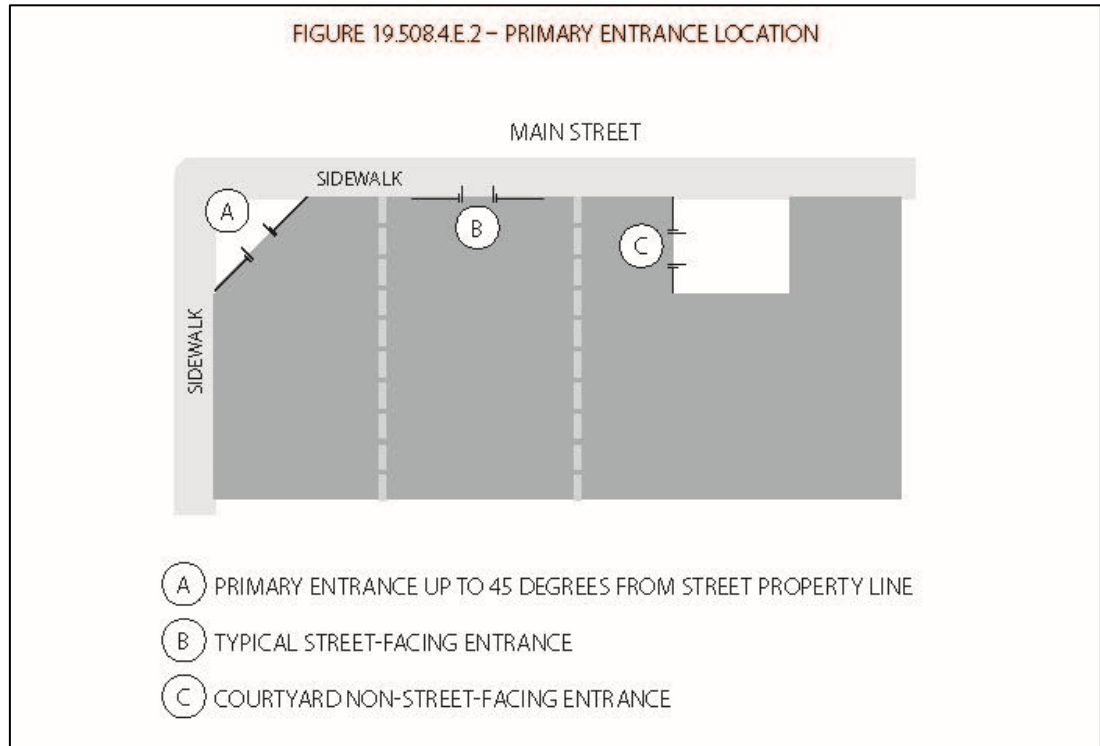 FIGURE 19.508.4.E.2 – PRIMARY ENTRANCE LOCATION
MAIN STREET
SIDEWALK
A
B
C
SIDEWALK
A PRIMARY ENTRANCE UP TO 45 DEGREES FROM STREET PROPERTY LINE
B TYPICAL STREET-FACING ENTRANCE
C COURTYARD NON-STREET-FACING ENTRANCE